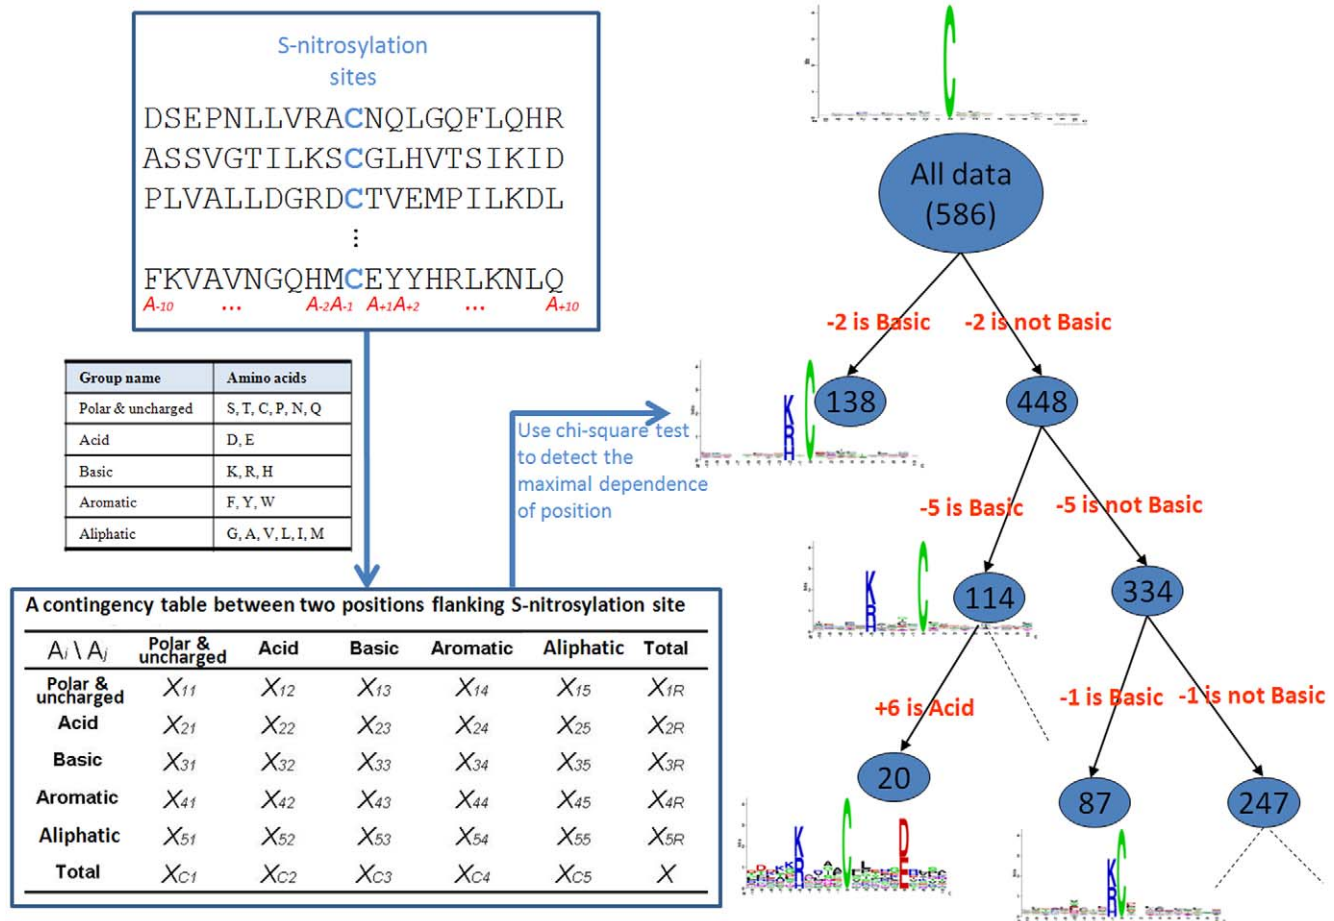 S-nitrosylation
sites
DSEPNLLVRACNQLGQFLQHR
ASSVGTILKSCGLHVTSIKID
PLVALLDGRDCTVEMPILKDL
⋮
FKVAVNGQHMCEYYHRLKNLQ
A-10 ... A-2 A-1 A+1 A+2 ... A+10
Group name Amino acids
Polar & uncharged S, T, C, P, N, Q
Acid D, E
Basic K, R, H
Aromatic F, Y, W
Aliphatic G, A, V, L, I, M
Use chi-square test
to detect the
maximal dependence
of position
A contingency table between two positions flanking S-nitrosylation site
Ai \ Aj Polar & uncharged Acid Basic Aromatic Aliphatic Total
Polar & uncharged X11 X12 X13 X14 X15 X1R
Acid X21 X22 X23 X24 X25 X2R
Basic X31 X32 X33 X34 X35 X3R
Aromatic X41 X42 X43 X44 X45 X4R
Aliphatic X51 X52 X53 X54 X55 X5R
Total XC1 XC2 XC3 XC4 XC5 X
C
All data
(586)
-2 is Basic -2 is not Basic
K
R
H
C
138
448
-5 is Basic -5 is not Basic
K
R
C
114
334
+6 is Acid
-1 is Basic -1 is not Basic
20
87
247
K
R
C
D
E
K
R
C